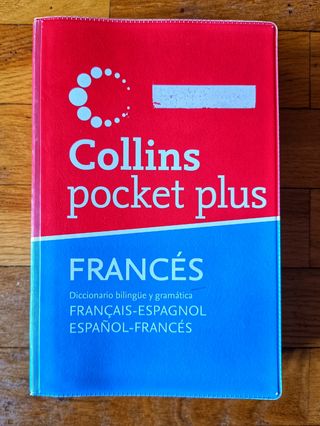 Collins
pocket plus
FRANCÉS
Diccionario bilingüe y gramática
FRANÇAIS-ESPAGNOL
ESPAÑOL-FRANCÉS